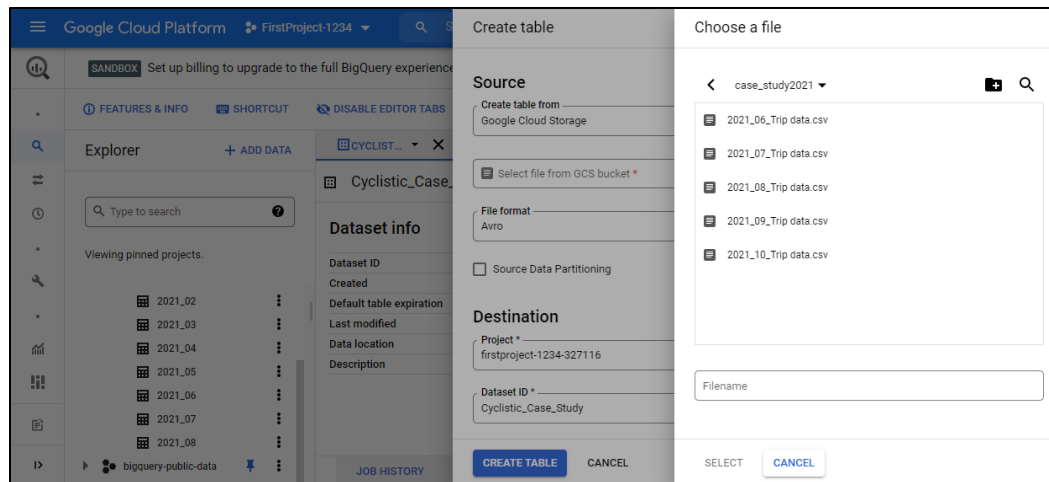 Google Cloud Platform
FirstProject-1234
SANDBOX Set up billing to upgrade to the full BigQuery experience
FEATURES & INFO
SHORTCUT
DISABLE EDITOR TABS
Explorer
+ ADD DATA
Type to search
Viewing pinned projects.
2021_02
2021_03
2021_04
2021_05
2021_06
2021_07
2021_08
bigquery-public-data
CYCLIST...
Cyclistic_Case_
Dataset info
Dataset ID
Created
Default table expiration
Last modified
Data location
Description
JOB HISTORY
Create table
Source
Create table from
Google Cloud Storage
Select file from GCS bucket *
File format
Avro
Source Data Partitioning
Destination
Project *
firstproject-1234-327116
Dataset ID *
Cyclistic_Case_Study
CREATE TABLE
CANCEL
Choose a file
case_study2021
2021_06_Trip data.csv
2021_07_Trip data.csv
2021_08_Trip data.csv
2021_09_Trip data.csv
2021_10_Trip data.csv
Filename
SELECT
CANCEL